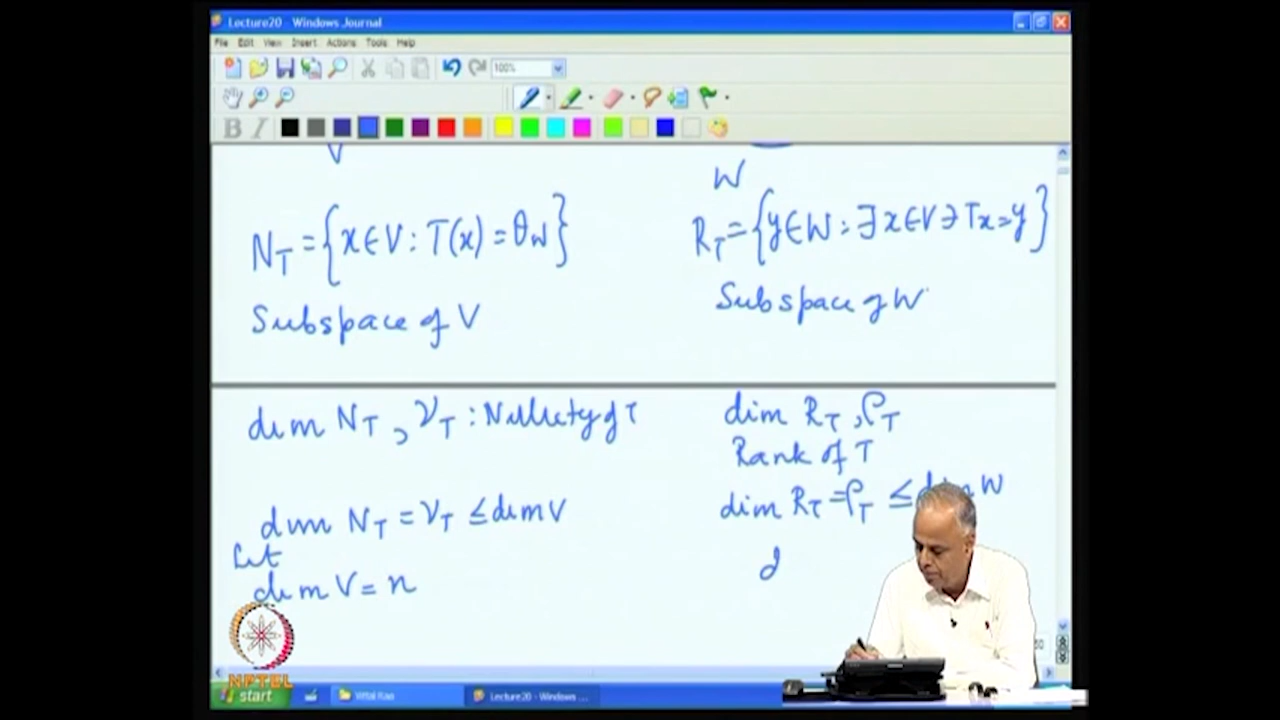 Lecture20 - Windows Journal
File Edit View Insert Actions Tools Help
100%
B I
V
W
N_T = {x ∈ V : T(x) = θ_W}
R_T = {y ∈ W : ∃ x ∈ V ∋ Tx = y}
Subspace of V
Subspace of W
dim N_T, ν_T : Nullity of T
dim R_T, ρ_T
Rank of T
dim N_T = ν_T ≤ dim V
dim R_T = ρ_T ≤ dim W
Let
dim V = n
d
NPTEL
start
Vittal Rao
Lecture20 - Windows ...